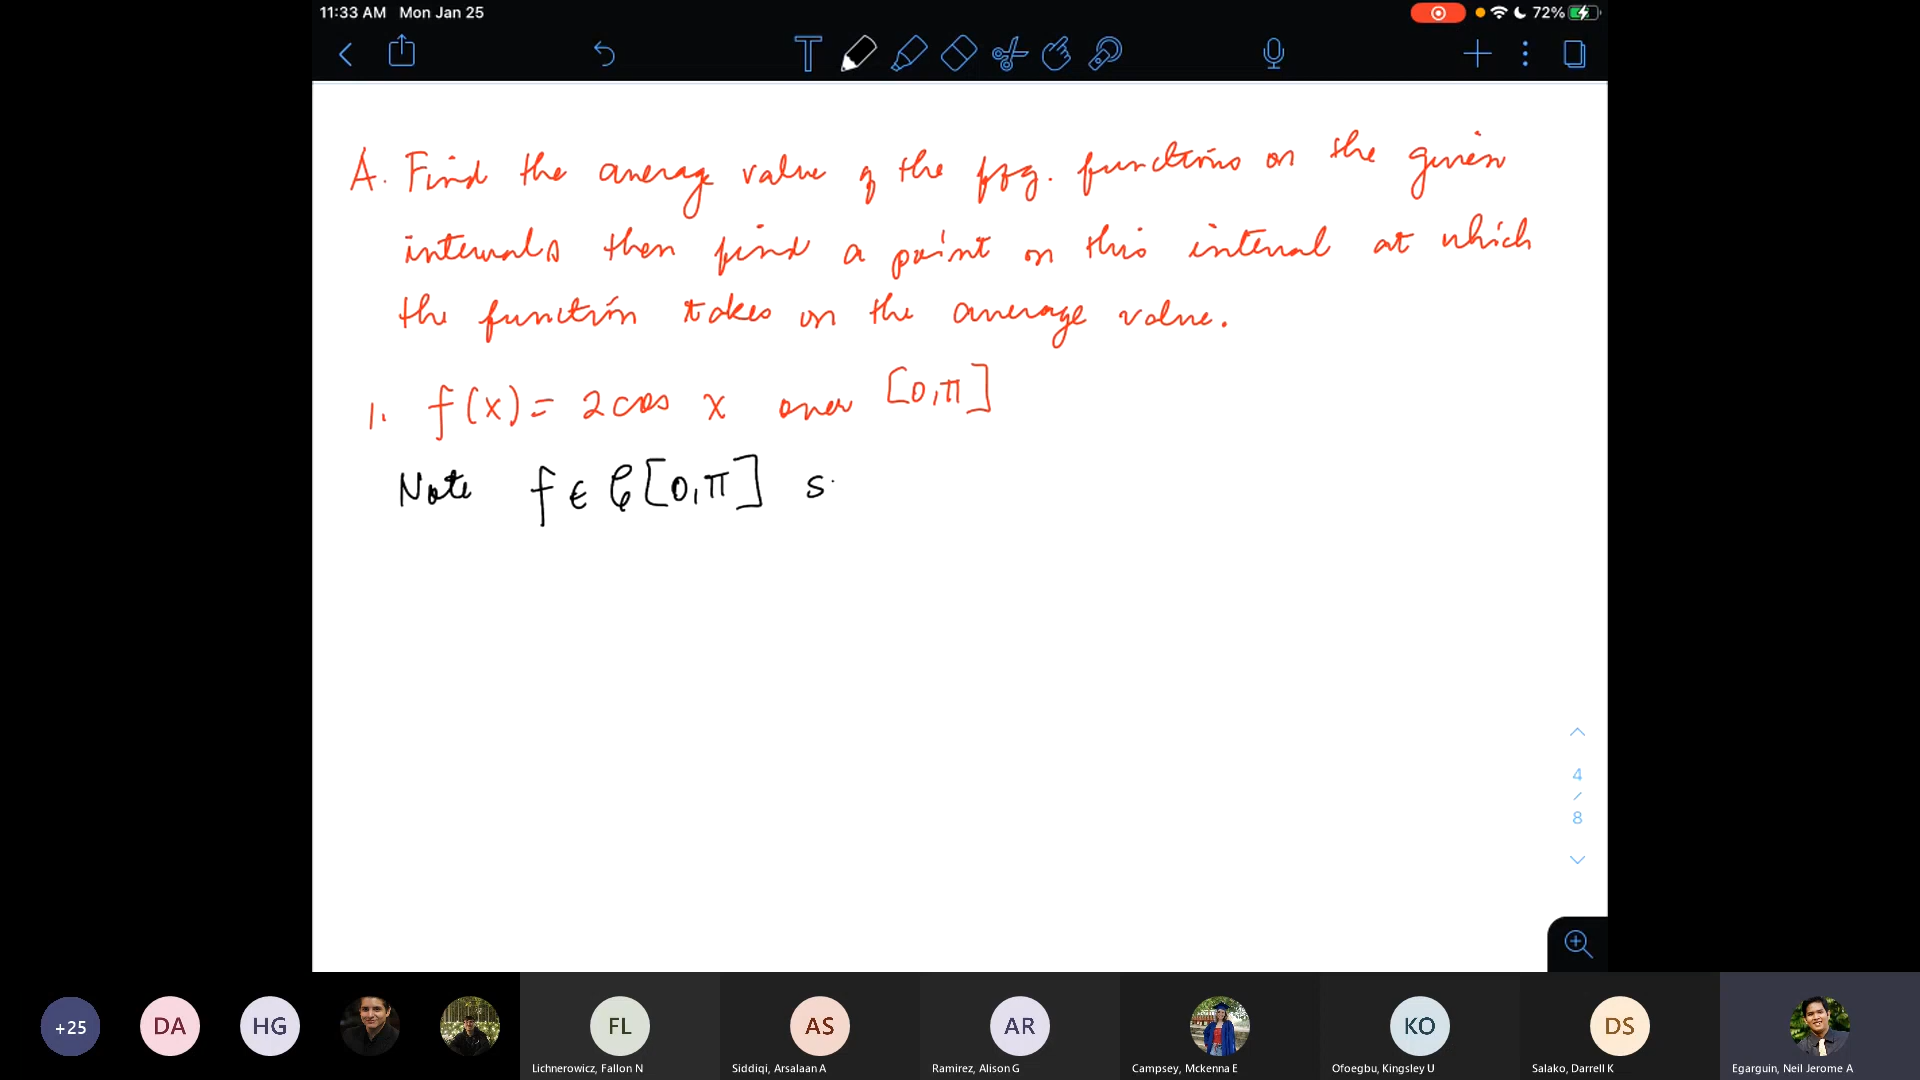 11:33 AM Mon Jan 25
72%
A. Find the average value of the ffg. functions on the given
intervals then find a point on this interval at which
the function takes on the average value.
1. f(x) = 2 cos x over [0,π]
Note f ∈ C[0,π] s
4
/
8
+25
DA
HG
FL
AS
AR
KO
DS
Lichnerowicz, Fallon N
Siddiqi, Arsalaan A
Ramirez, Alison G
Campsey, Mckenna E
Ofoegbu, Kingsley U
Salako, Darrell K
Egarguin, Neil Jerome A